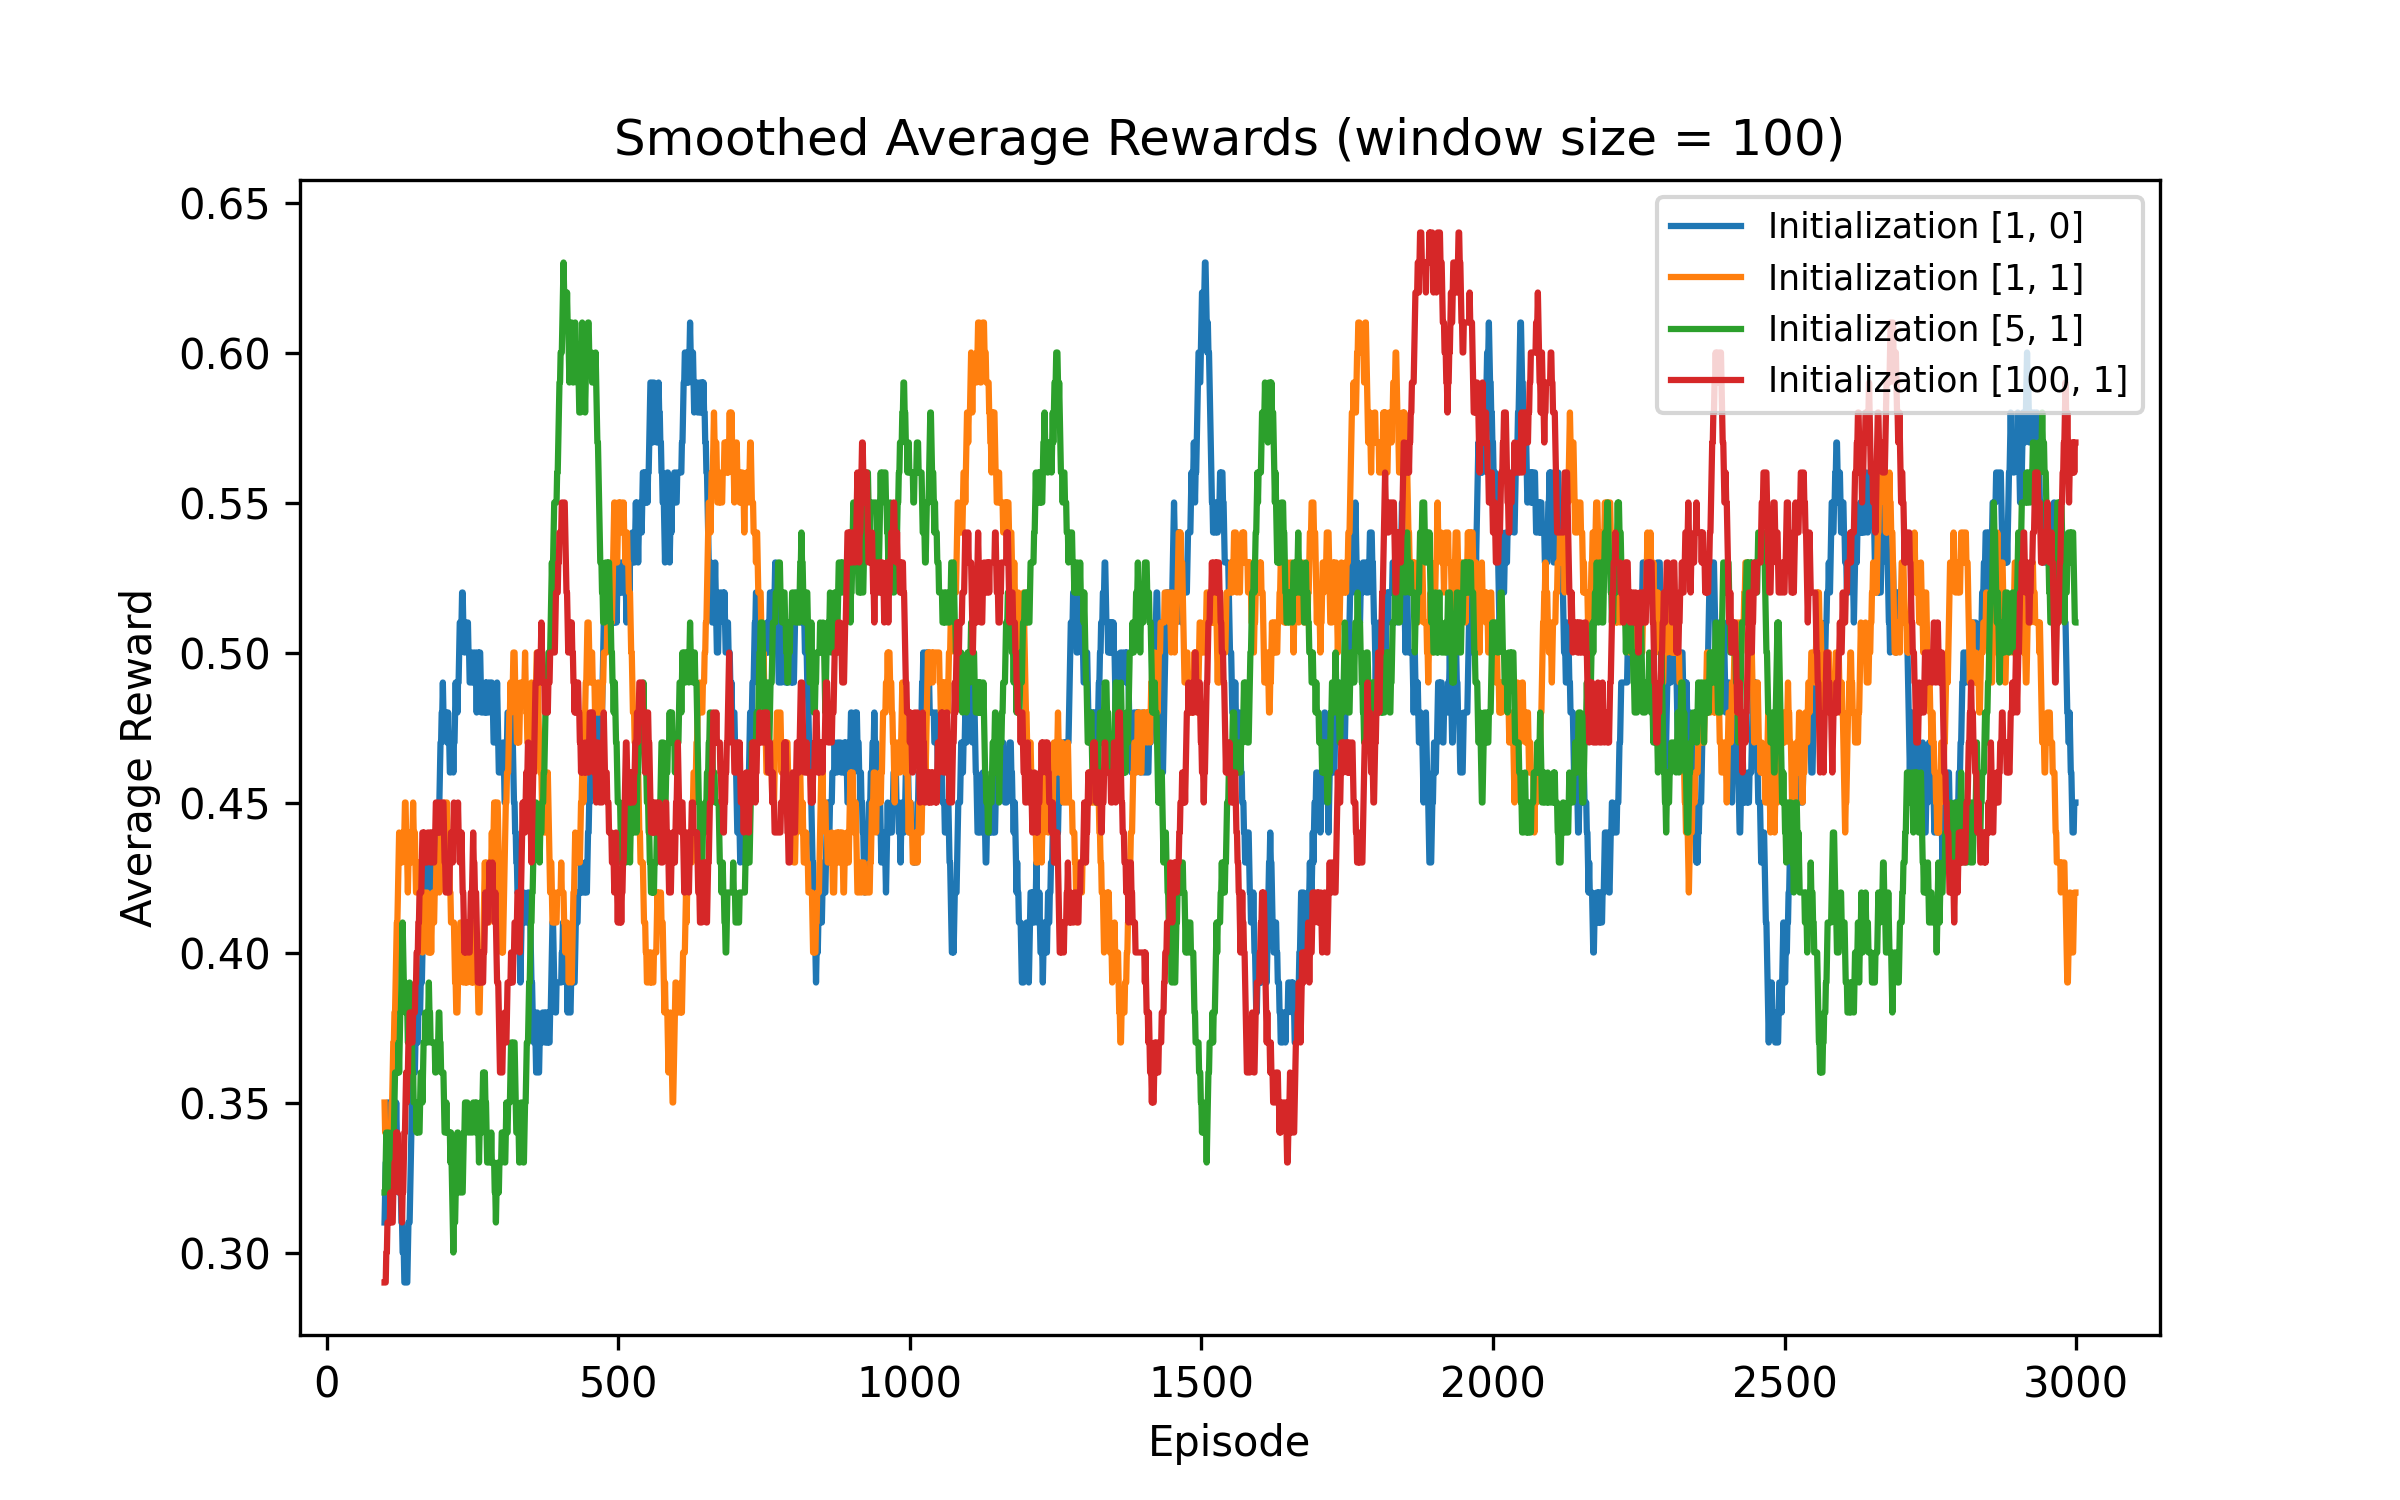 Smoothed Average Rewards (window size = 100)
0.65
0.60
0.55
0.50
0.45
0.40
0.35
0.30
Average Reward
Initialization [1, 0]
Initialization [1, 1]
Initialization [5, 1]
Initialization [100, 1]
0 500 1000 1500 2000 2500 3000
Episode